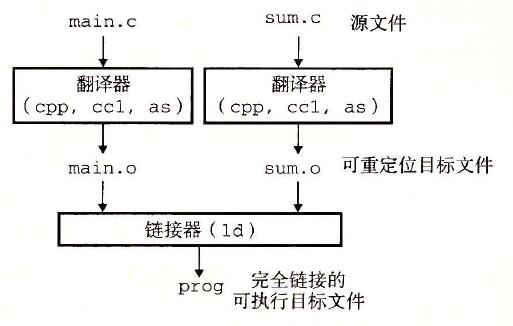 main.c sum.c 源文件
翻译器 翻译器
(cpp, cc1, as) (cpp, cc1, as)
main.o sum.o 可重定位目标文件
链接器(ld)
prog 完全链接的
可执行目标文件